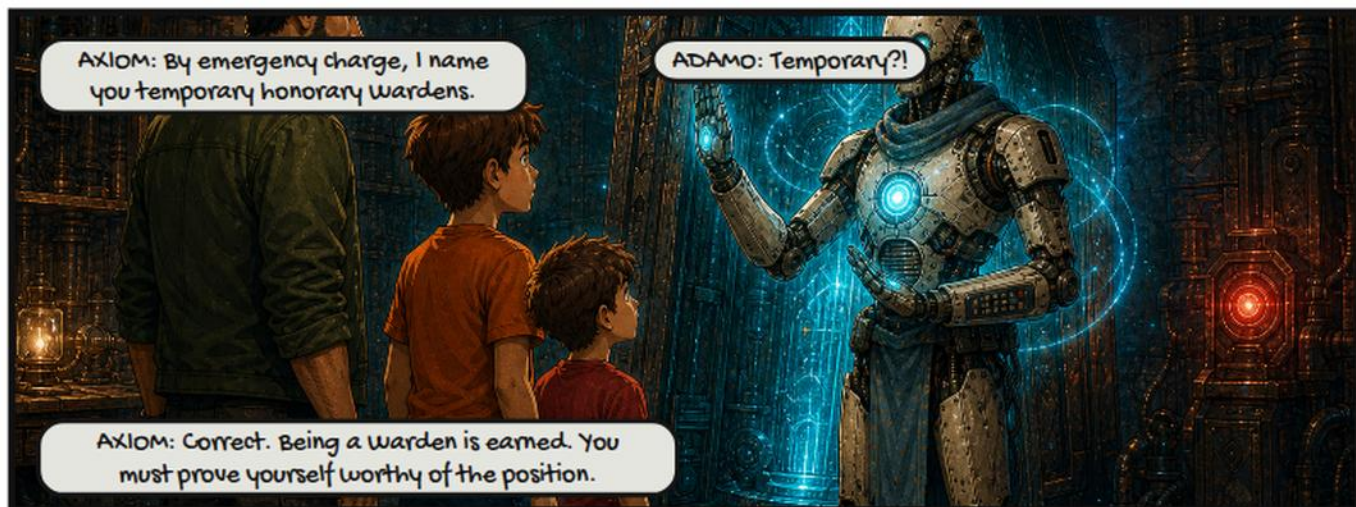 AXIOM: By emergency charge, I name
you temporary honorary wardens.
ADAMO: Temporary?!
AXIOM: Correct. Being a warden is earned. You
must prove yourself worthy of the position.